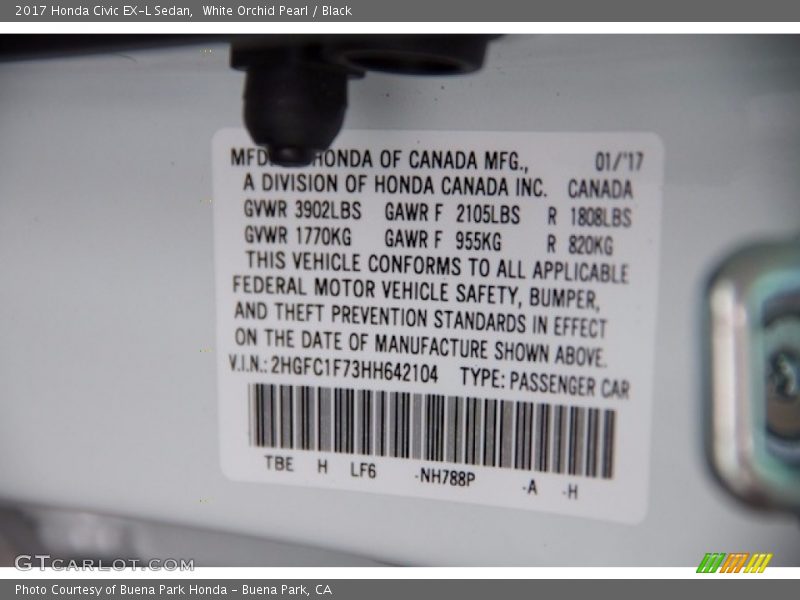 2017 Honda Civic EX-L Sedan,  White Orchid Pearl / Black
HONDA OF CANADA MFG., 01/'17
A DIVISION OF HONDA CANADA INC. CANADA
GVWR 3902LBS GAWR F 2105LBS R 1808LBS
GVWR 1770KG GAWR F 955KG R 820KG
THIS VEHICLE CONFORMS TO ALL APPLICABLE
FEDERAL MOTOR VEHICLE SAFETY, BUMPER,
AND THEFT PREVENTION STANDARDS IN EFFECT
ON THE DATE OF MANUFACTURE SHOWN ABOVE.
V.I.N.: 2HGFC1F73HH642104 TYPE: PASSENGER CAR
TBE H LF6 -NH788P -A -H
GTCARLOT.COM
Photo Courtesy of Buena Park Honda - Buena Park, CA